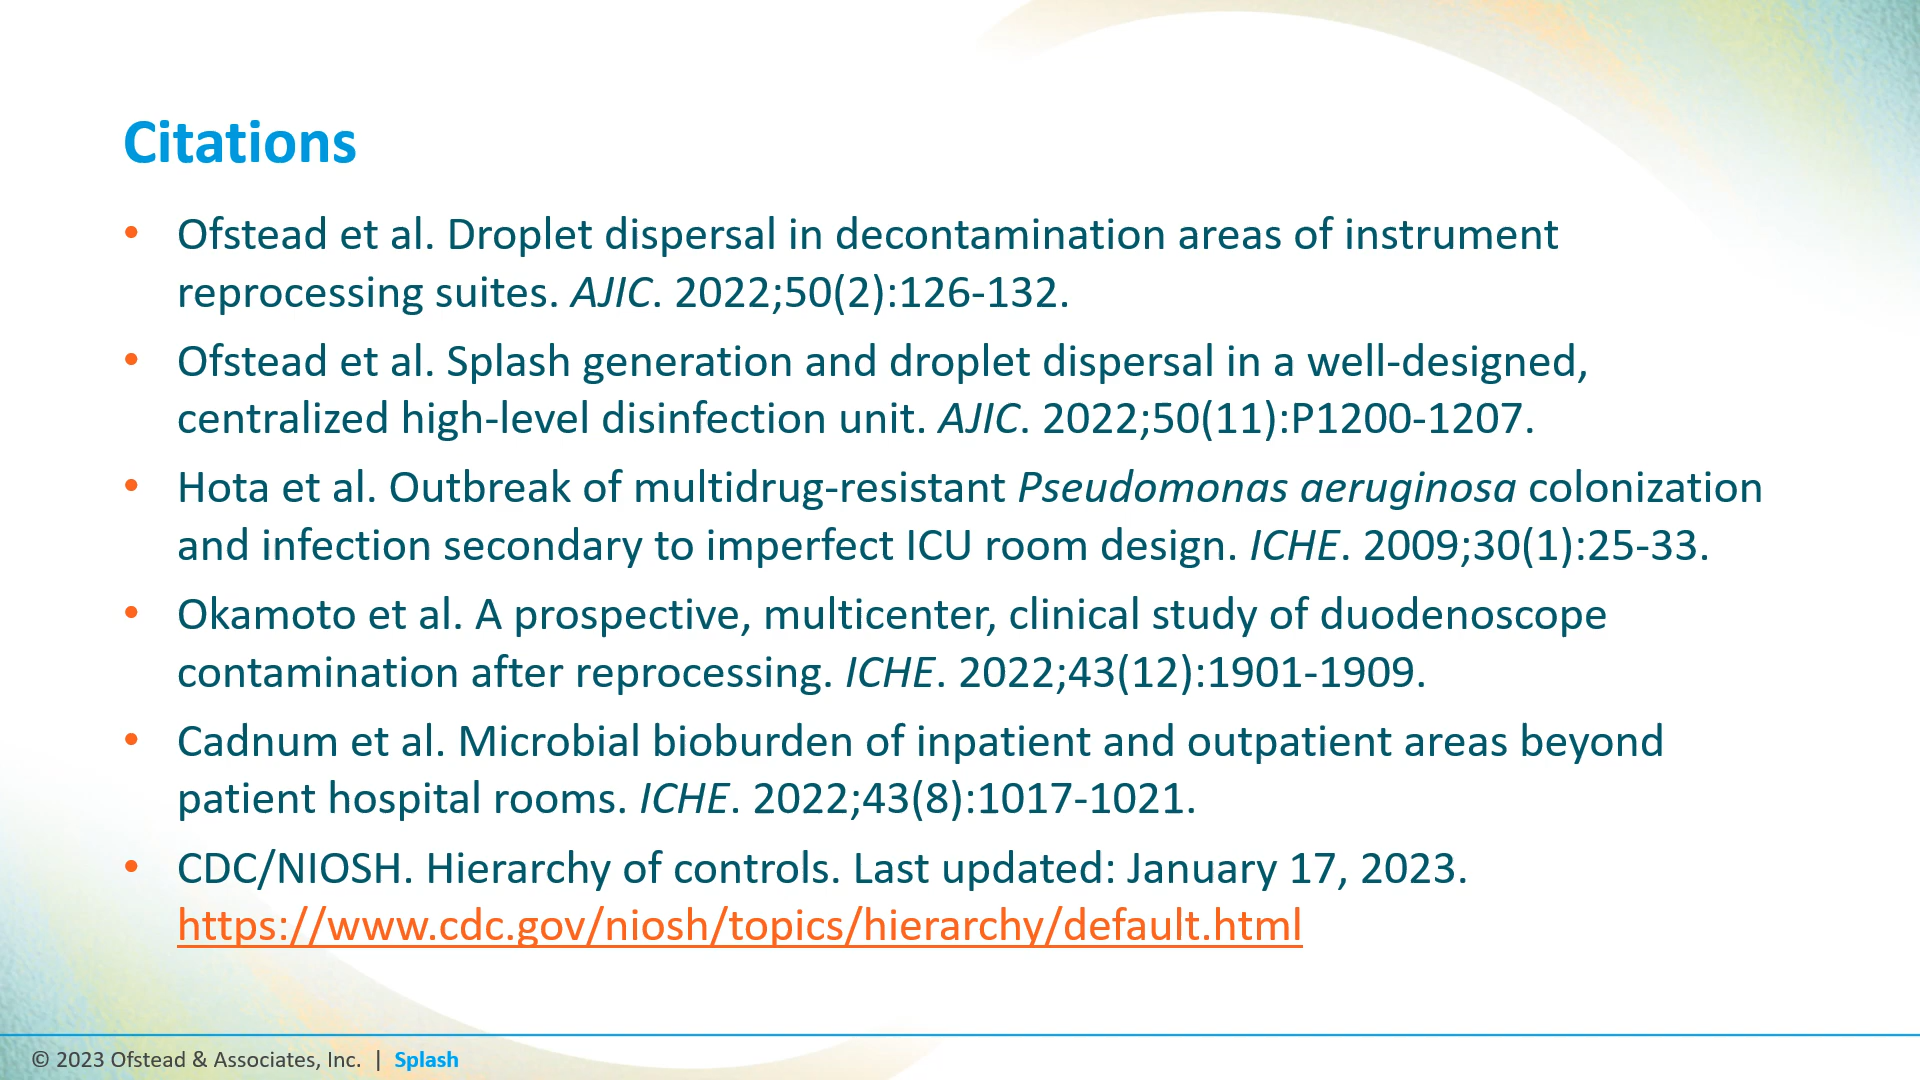 Citations
• Ofstead et al. Droplet dispersal in decontamination areas of instrument
reprocessing suites. AJIC. 2022;50(2):126-132.
• Ofstead et al. Splash generation and droplet dispersal in a well-designed,
centralized high-level disinfection unit. AJIC. 2022;50(11):P1200-1207.
• Hota et al. Outbreak of multidrug-resistant Pseudomonas aeruginosa colonization
and infection secondary to imperfect ICU room design. ICHE. 2009;30(1):25-33.
• Okamoto et al. A prospective, multicenter, clinical study of duodenoscope
contamination after reprocessing. ICHE. 2022;43(12):1901-1909.
• Cadnum et al. Microbial bioburden of inpatient and outpatient areas beyond
patient hospital rooms. ICHE. 2022;43(8):1017-1021.
• CDC/NIOSH. Hierarchy of controls. Last updated: January 17, 2023.
https://www.cdc.gov/niosh/topics/hierarchy/default.html
© 2023 Ofstead & Associates, Inc. | Splash